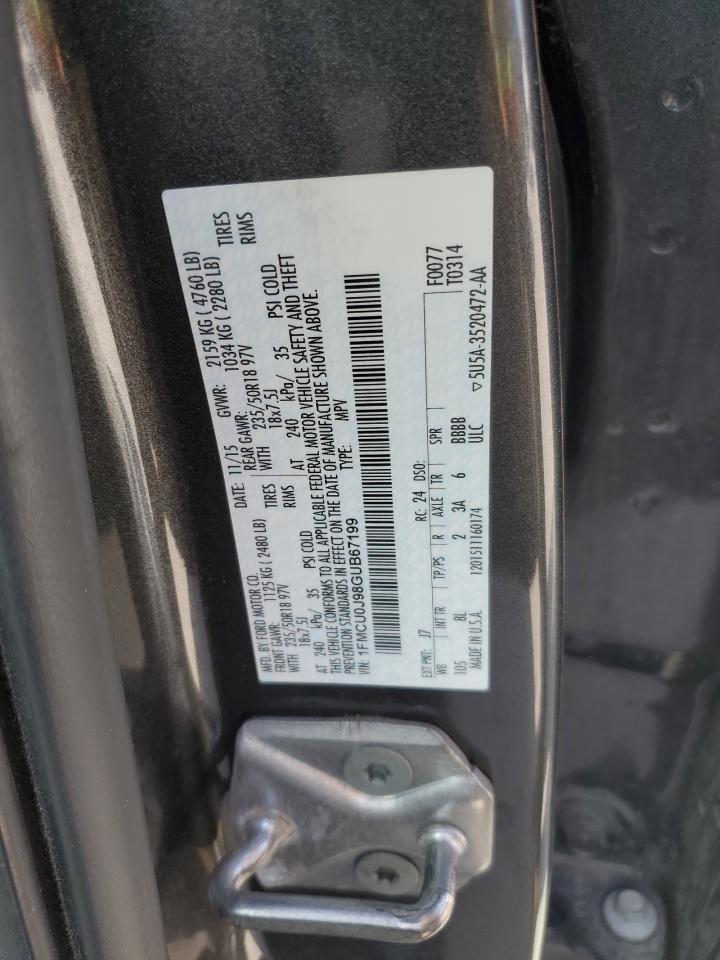 MFD. BY FORD MOTOR CO. DATE: 11/15 GVWR: 2159 KG ( 4760 LB)
FRONT GAWR: 1125 KG ( 2480 LB) REAR GAWR: 1034 KG ( 2280 LB)
WITH 235/50R18 97V TIRES WITH 235/50R18 97V TIRES
18x7.5J RIMS 18x7.5J RIMS
AT 240 kPa/ 35 PSI COLD AT 240 kPa/ 35 PSI COLD
THIS VEHICLE CONFORMS TO ALL APPLICABLE FEDERAL MOTOR VEHICLE SAFETY AND THEFT
PREVENTION STANDARDS IN EFFECT ON THE DATE OF MANUFACTURE SHOWN ABOVE.
VIN: 1FMCU0J98GUB67199 TYPE: MPV
EXT PNT: J7 RC: 24 DSO: F0077
WB INT TR TP/PS R AXLE TR SPR T0314
105 8L 2 3A 6 BBBB
MADE IN U.S.A. 1201511160174 ULC ▽5U5A-3520472-AA